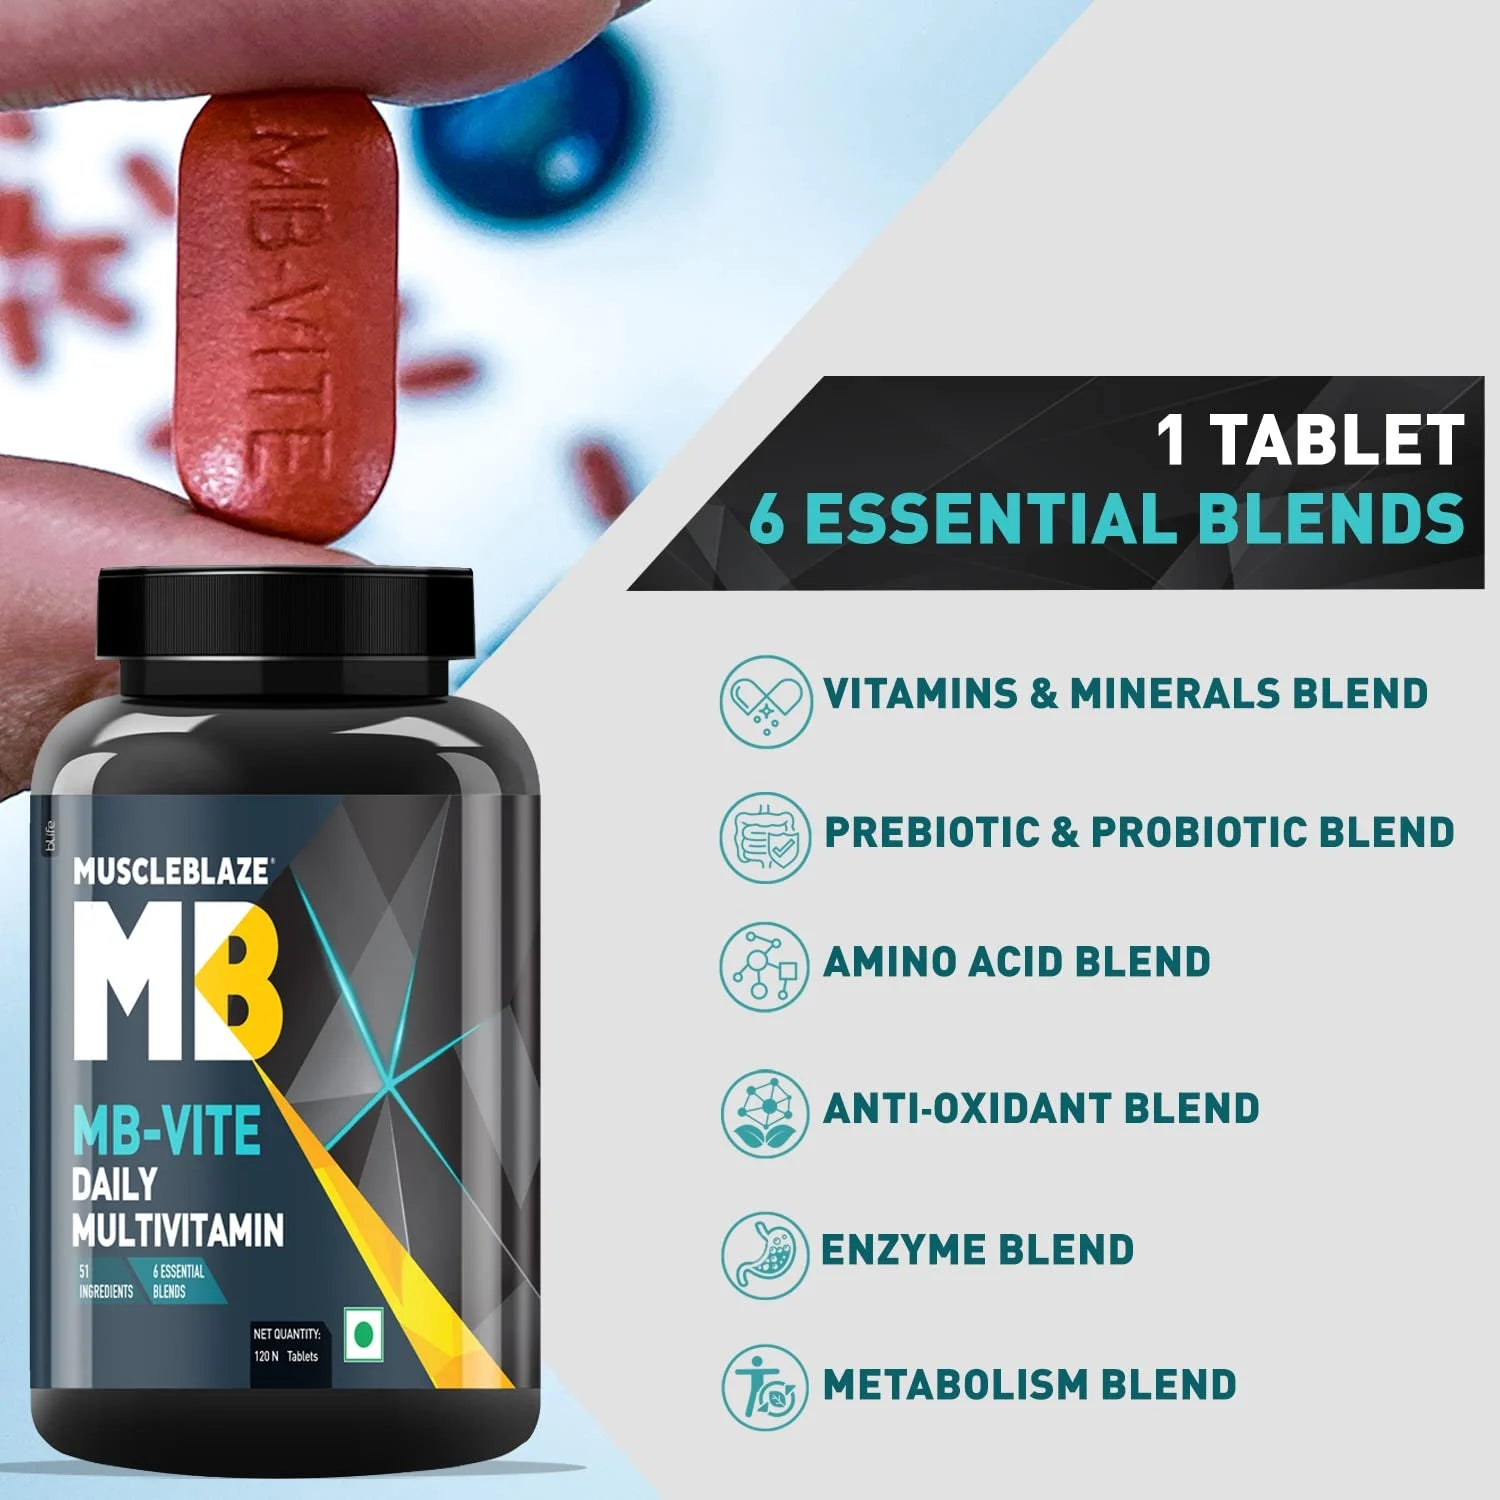 MB-VITE
1 TABLET
6 ESSENTIAL BLENDS
VITAMINS & MINERALS BLEND
PREBIOTIC & PROBIOTIC BLEND
AMINO ACID BLEND
ANTI-OXIDANT BLEND
ENZYME BLEND
METABOLISM BLEND
bLife
MUSCLEBLAZE®
MB
MB-VITE
DAILY
MULTIVITAMIN
51
INGREDIENTS
6 ESSENTIAL
BLENDS
NET QUANTITY:
120 N Tablets